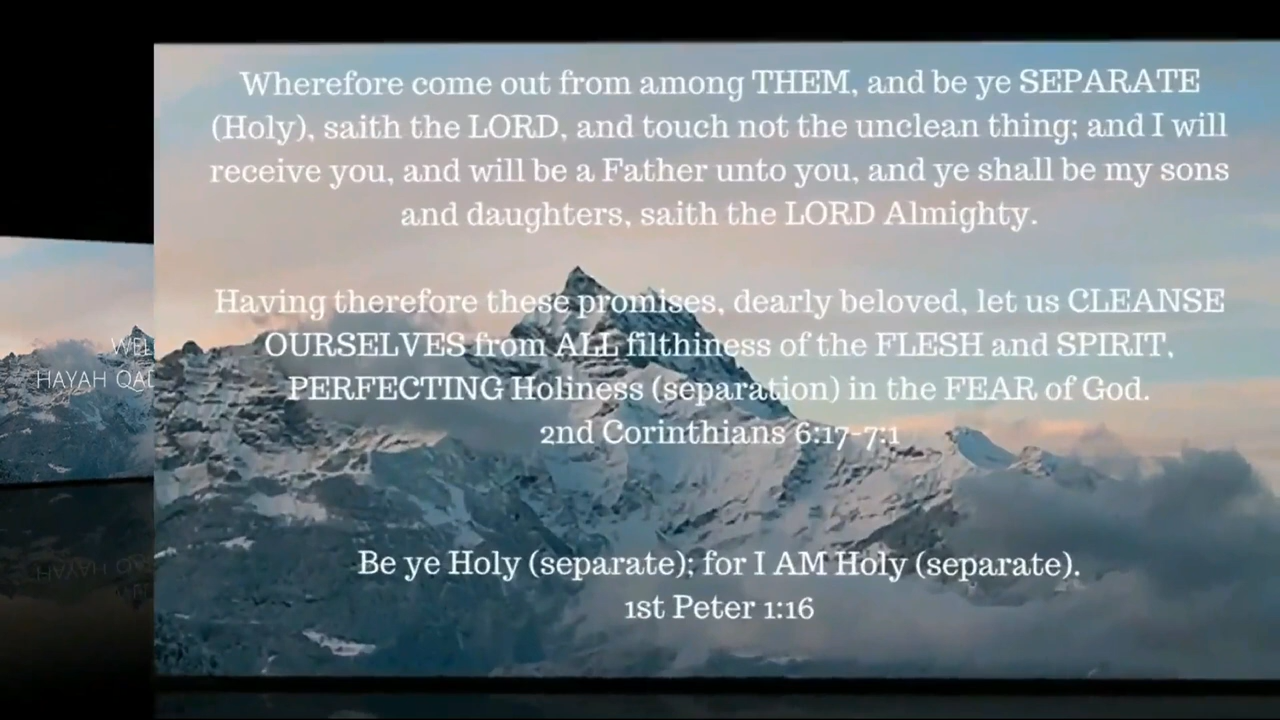 Wherefore come out from among THEM, and be ye SEPARATE
(Holy), saith the LORD, and touch not the unclean thing; and I will
receive you, and will be a Father unto you, and ye shall be my sons
and daughters, saith the LORD Almighty.
Having therefore these promises, dearly beloved, let us CLEANSE
OURSELVES from ALL filthiness of the FLESH and SPIRIT,
PERFECTING Holiness (separation) in the FEAR of God.
2nd Corinthians 6:17-7:1
Be ye Holy (separate); for I AM Holy (separate).
1st Peter 1:16
HAYAH